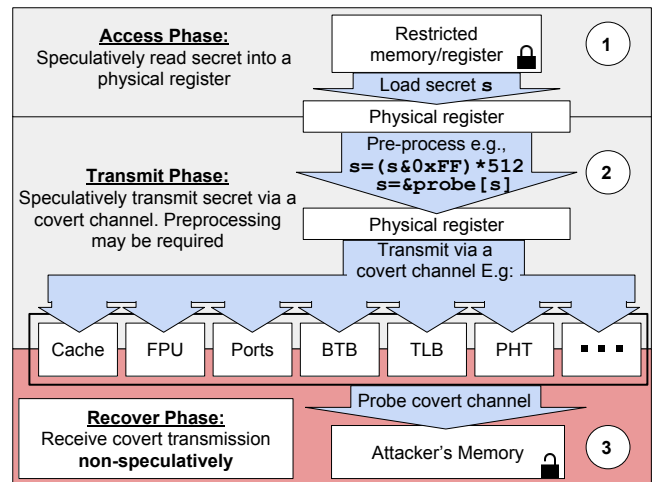 Access Phase:
Speculatively read secret into a
physical register
Restricted
memory/register
1
Load secret s
Physical register
Pre-process e.g.,
s=(s&0xFF)*512
s=&probe[s]
2
Transmit Phase:
Speculatively transmit secret via a
covert channel. Preprocessing
may be required
Physical register
Transmit via a
covert channel E.g:
Cache
FPU
Ports
BTB
TLB
PHT
...
Probe covert channel
Recover Phase:
Receive covert transmission
non-speculatively
Attacker's Memory
3